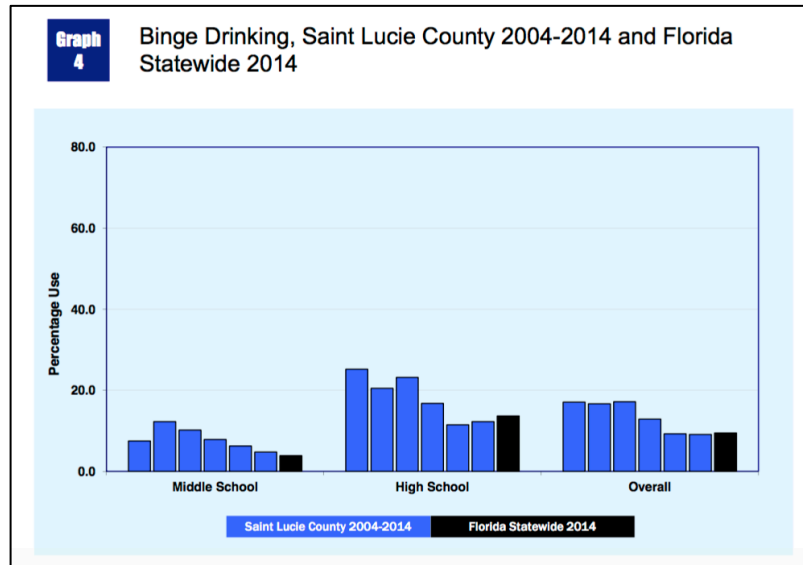 Graph
4
Binge Drinking, Saint Lucie County 2004-2014 and Florida
Statewide 2014
80.0
60.0
40.0
20.0
0.0
Percentage Use
Middle School
High School
Overall
Saint Lucie County 2004-2014
Florida Statewide 2014